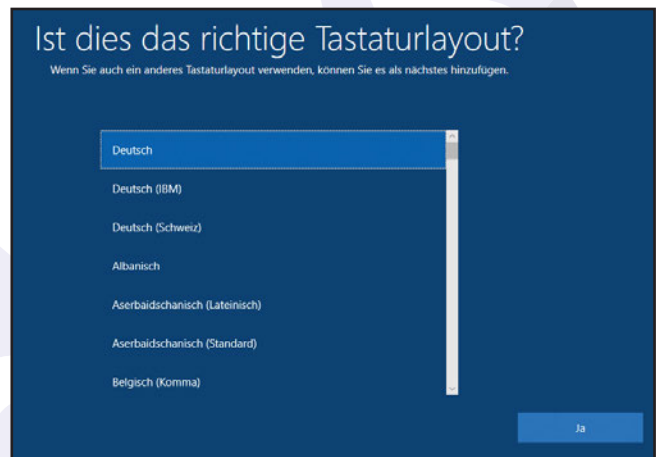 Ist dies das richtige Tastaturlayout?
Wenn Sie auch ein anderes Tastaturlayout verwenden, können Sie es als nächstes hinzufügen.
Deutsch
Deutsch (IBM)
Deutsch (Schweiz)
Albanisch
Aserbaidschanisch (Lateinisch)
Aserbaidschanisch (Standard)
Belgisch (Komma)
Ja